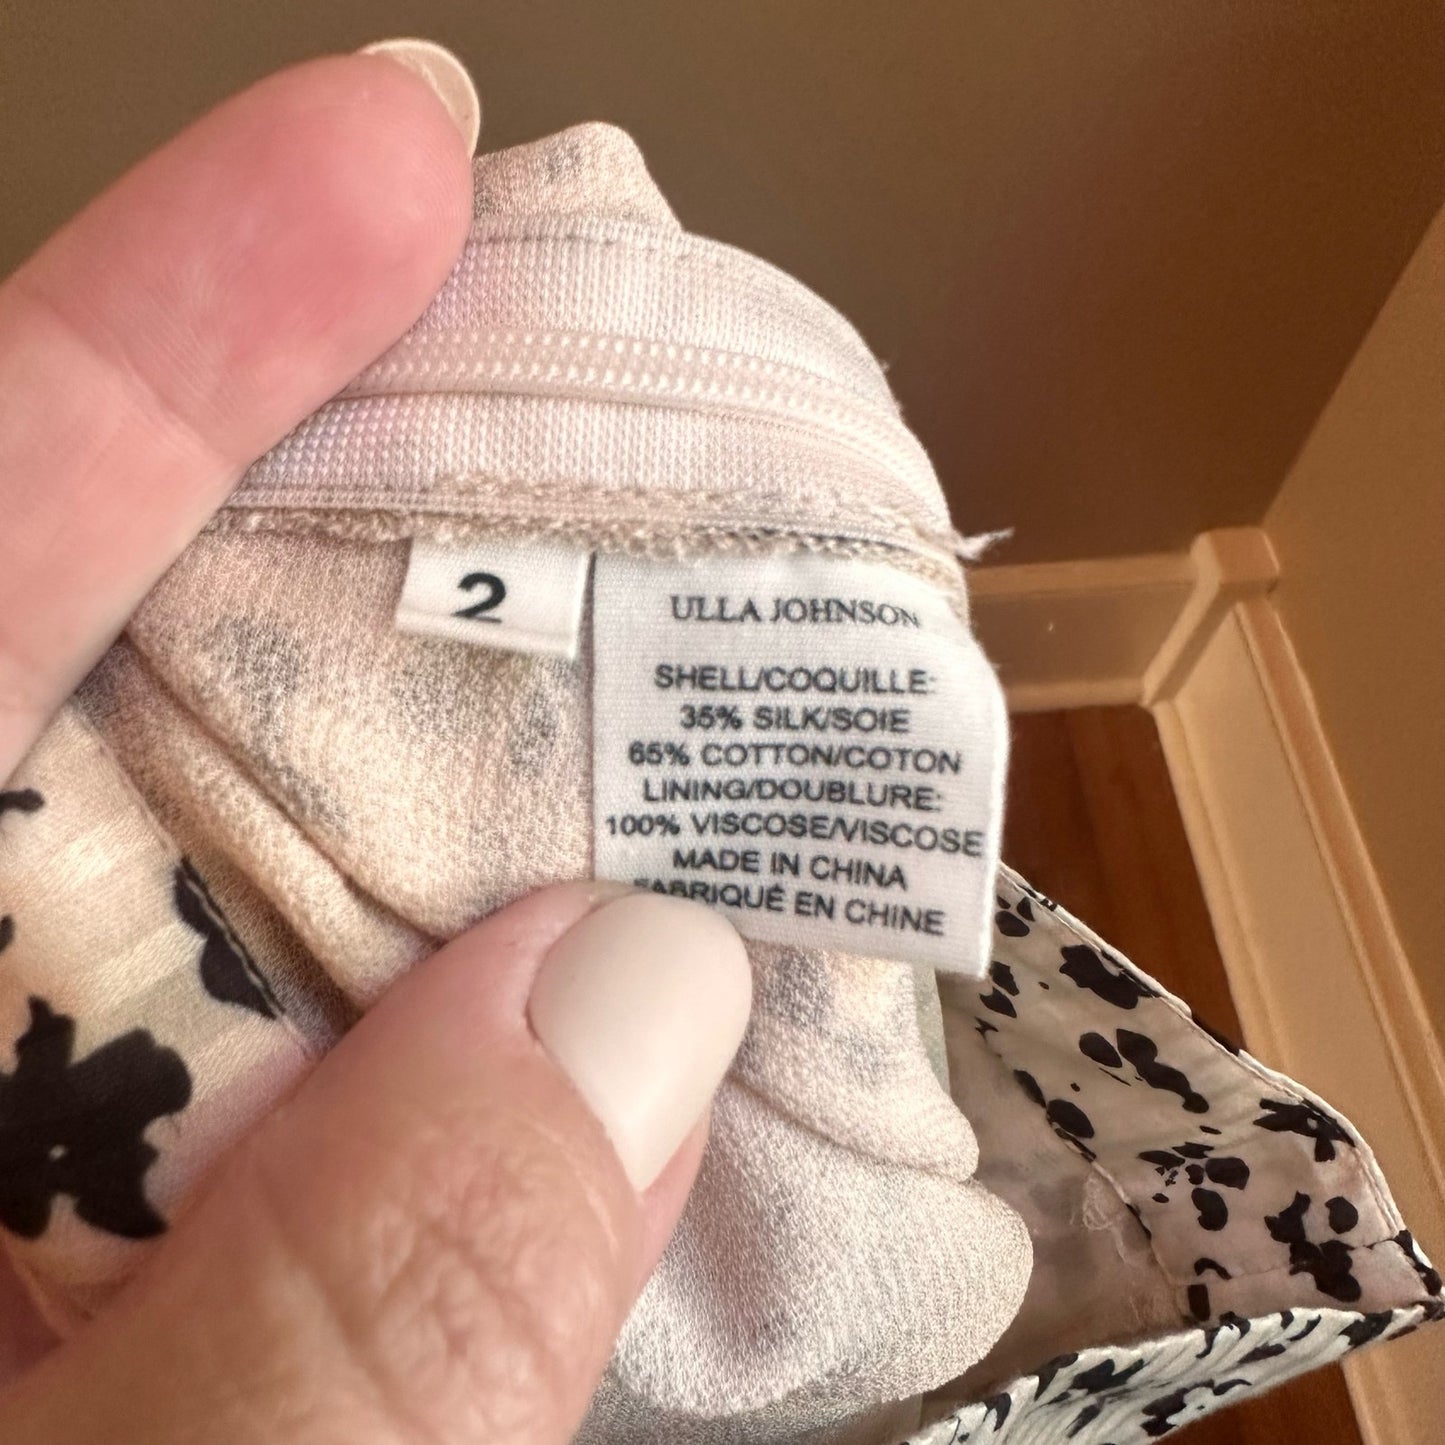 2
ULLA JOHNSON
SHELL/COQUILLE:
35% SILK/SOIE
65% COTTON/COTON
LINING/DOUBLURE:
100% VISCOSE/VISCOSE
MADE IN CHINA
FABRIQUÉ EN CHINE